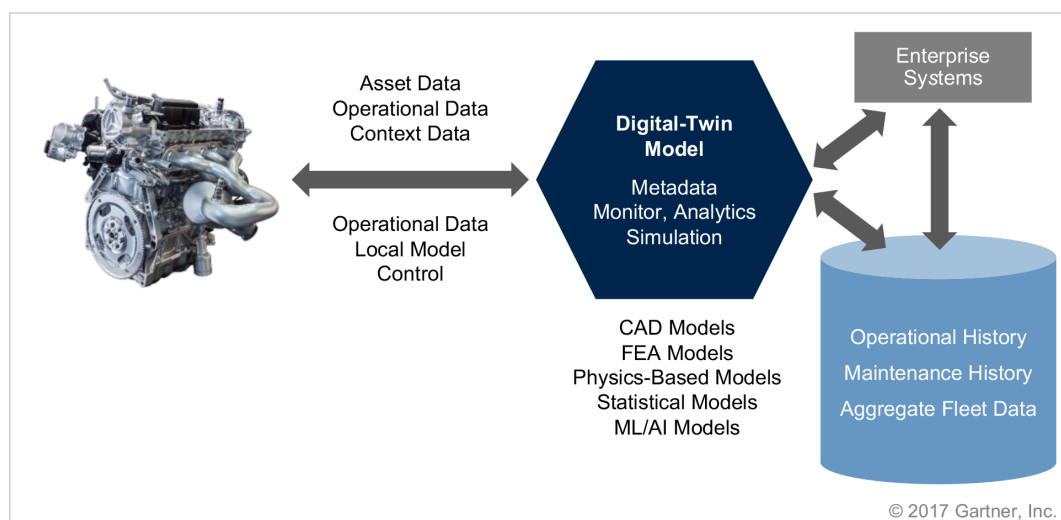 Asset Data
Operational Data
Context Data
Operational Data
Local Model
Control
Digital-Twin
Model
Metadata
Monitor, Analytics
Simulation
CAD Models
FEA Models
Physics-Based Models
Statistical Models
ML/AI Models
Enterprise
Systems
Operational History
Maintenance History
Aggregate Fleet Data
© 2017 Gartner, Inc.